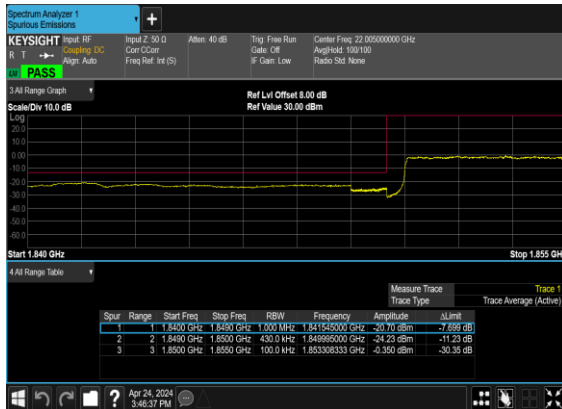 Spectrum Analyzer 1
Spurious Emissions
+
KEYSIGHT Input: RF Input Z: 50 Ω Atten: 40 dB Trig: Free Run Center Freq: 22.005000000 GHz
R T Coupling: DC Corr CCorr Gate: Off Avg|Hold: 100/100
Align: Auto Freq Ref: Int (S) IF Gain: Low Radio Std: None
PASS
3 All Range Graph
Ref Lvl Offset 8.00 dB
Scale/Div 10.0 dB Ref Value 30.00 dBm
Log
20.0
10.0
0.00
-10.0
-20.0
-30.0
-40.0
-50.0
-60.0
Start 1.840 GHz Stop 1.855 GH
4 All Range Table
Measure Trace Trace 1
Trace Type Trace Average (Active)
Spur Range Start Freq Stop Freq RBW Frequency Amplitude ΔLimit
1 1 1.8400 GHz 1.8490 GHz 1.000 MHz 1.841545000 GHz -20.70 dBm -7.699 dB
2 2 1.8490 GHz 1.8500 GHz 430.0 kHz 1.849995000 GHz -24.23 dBm -11.23 dB
3 3 1.8500 GHz 1.8550 GHz 100.0 kHz 1.853308333 GHz -0.350 dBm -30.35 dB
? Apr 24, 2024
3:46:37 PM